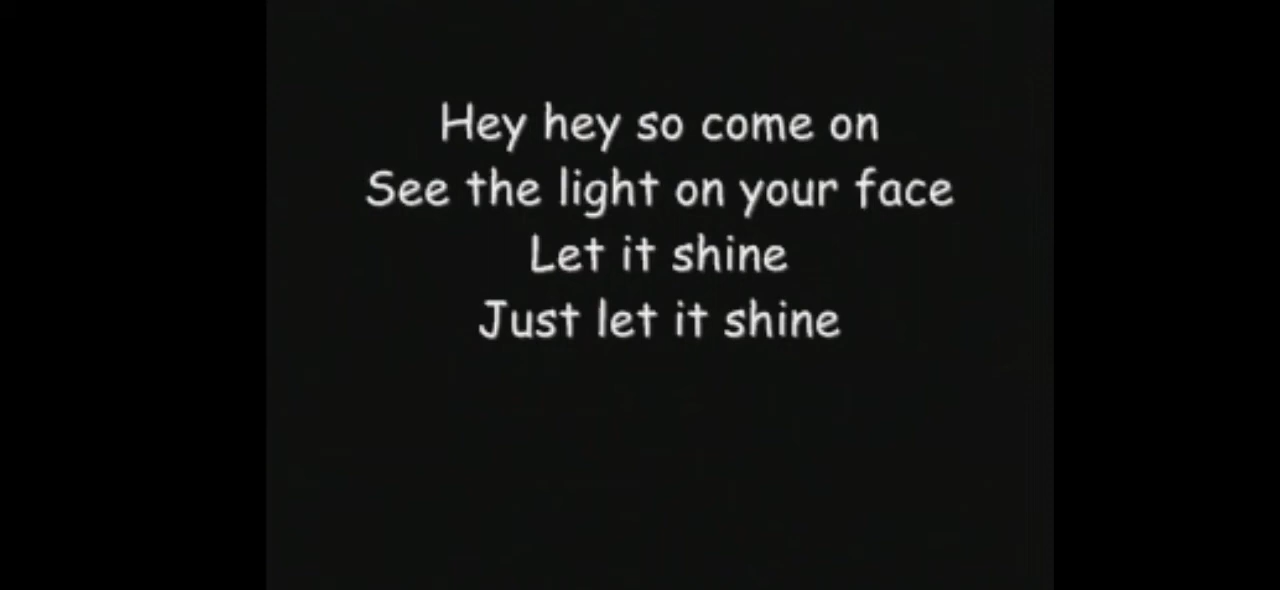 Hey hey so come on
See the light on your face
Let it shine
Just let it shine